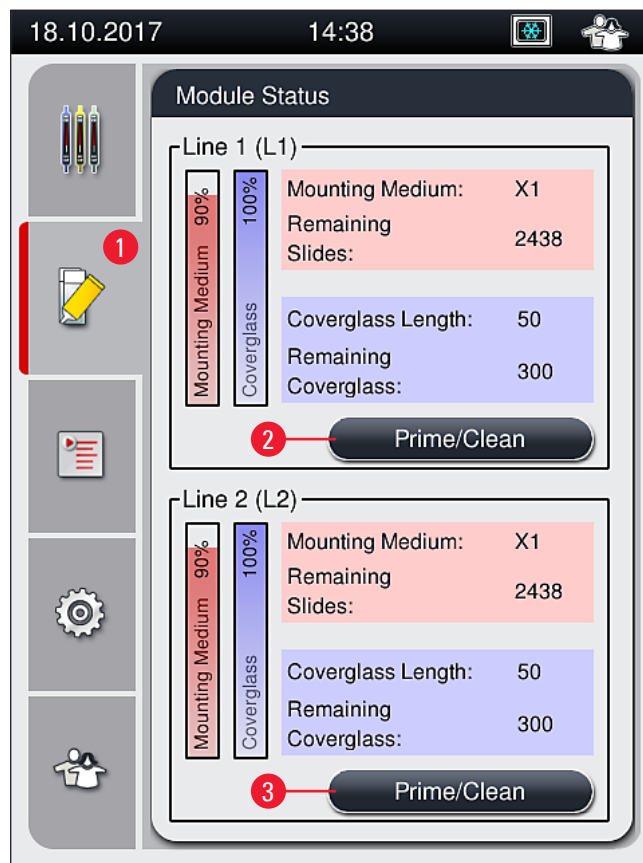 18.10.2017 14:38
Module Status
Line 1 (L1)
Mounting Medium 90%
Coverglass 100%
Mounting Medium: X1
Remaining
Slides: 2438
Coverglass Length: 50
Remaining
Coverglass: 300
Prime/Clean
Line 2 (L2)
Mounting Medium 90%
Coverglass 100%
Mounting Medium: X1
Remaining
Slides: 2438
Coverglass Length: 50
Remaining
Coverglass: 300
Prime/Clean
1
2
3